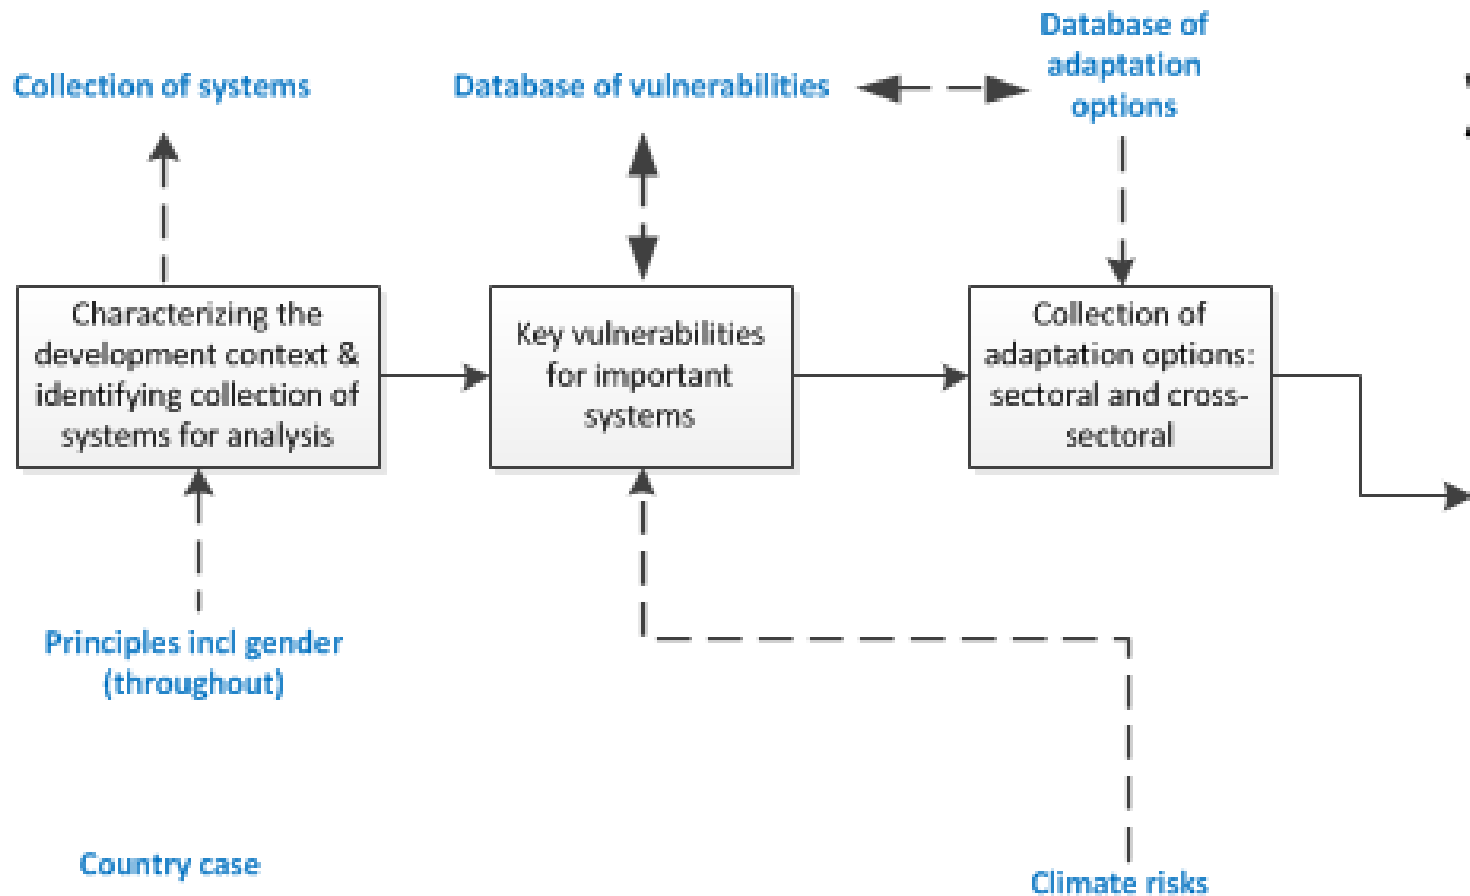 Collection of systems
Database of vulnerabilities
Database of
adaptation
options
Characterizing the
development context &
identifying collection of
systems for analysis
Key vulnerabilities
for important
systems
Collection of
adaptation options:
sectoral and cross-
sectoral
Principles incl gender
(throughout)
Country case
Climate risks